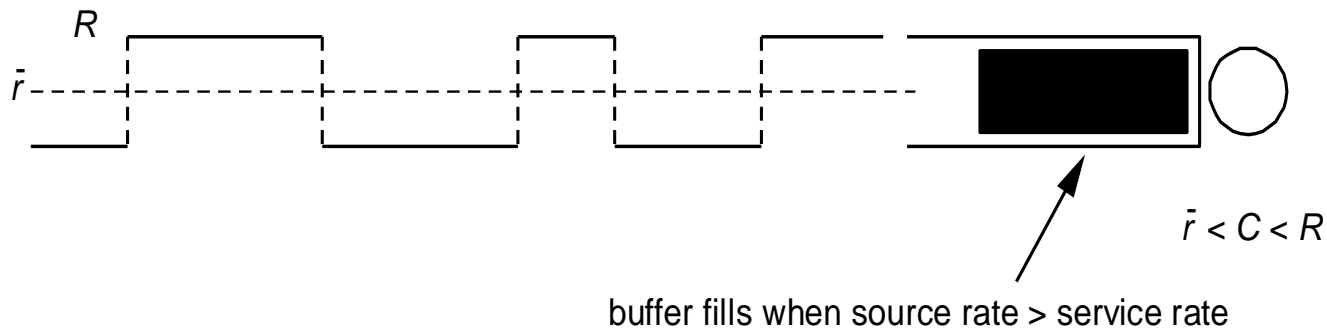 R
r̄
r̄ < C < R
buffer fills when source rate > service rate